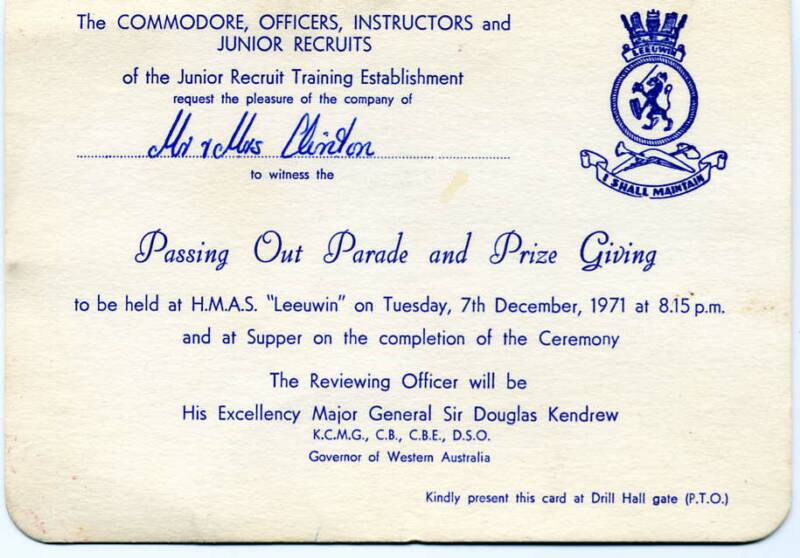 The COMMODORE, OFFICERS, INSTRUCTORS and
JUNIOR RECRUITS
of the Junior Recruit Training Establishment
request the pleasure of the company of
Mr & Mrs Clinton
to witness the
LEEUWIN
I SHALL MAINTAIN
Passing Out Parade and Prize Giving
to be held at H.M.A.S. "Leeuwin" on Tuesday, 7th December, 1971 at 8.15 p.m.
and at Supper on the completion of the Ceremony
The Reviewing Officer will be
His Excellency Major General Sir Douglas Kendrew
K.C.M.G., C.B., C.B.E., D.S.O.
Governor of Western Australia
Kindly present this card at Drill Hall gate (P.T.O.)